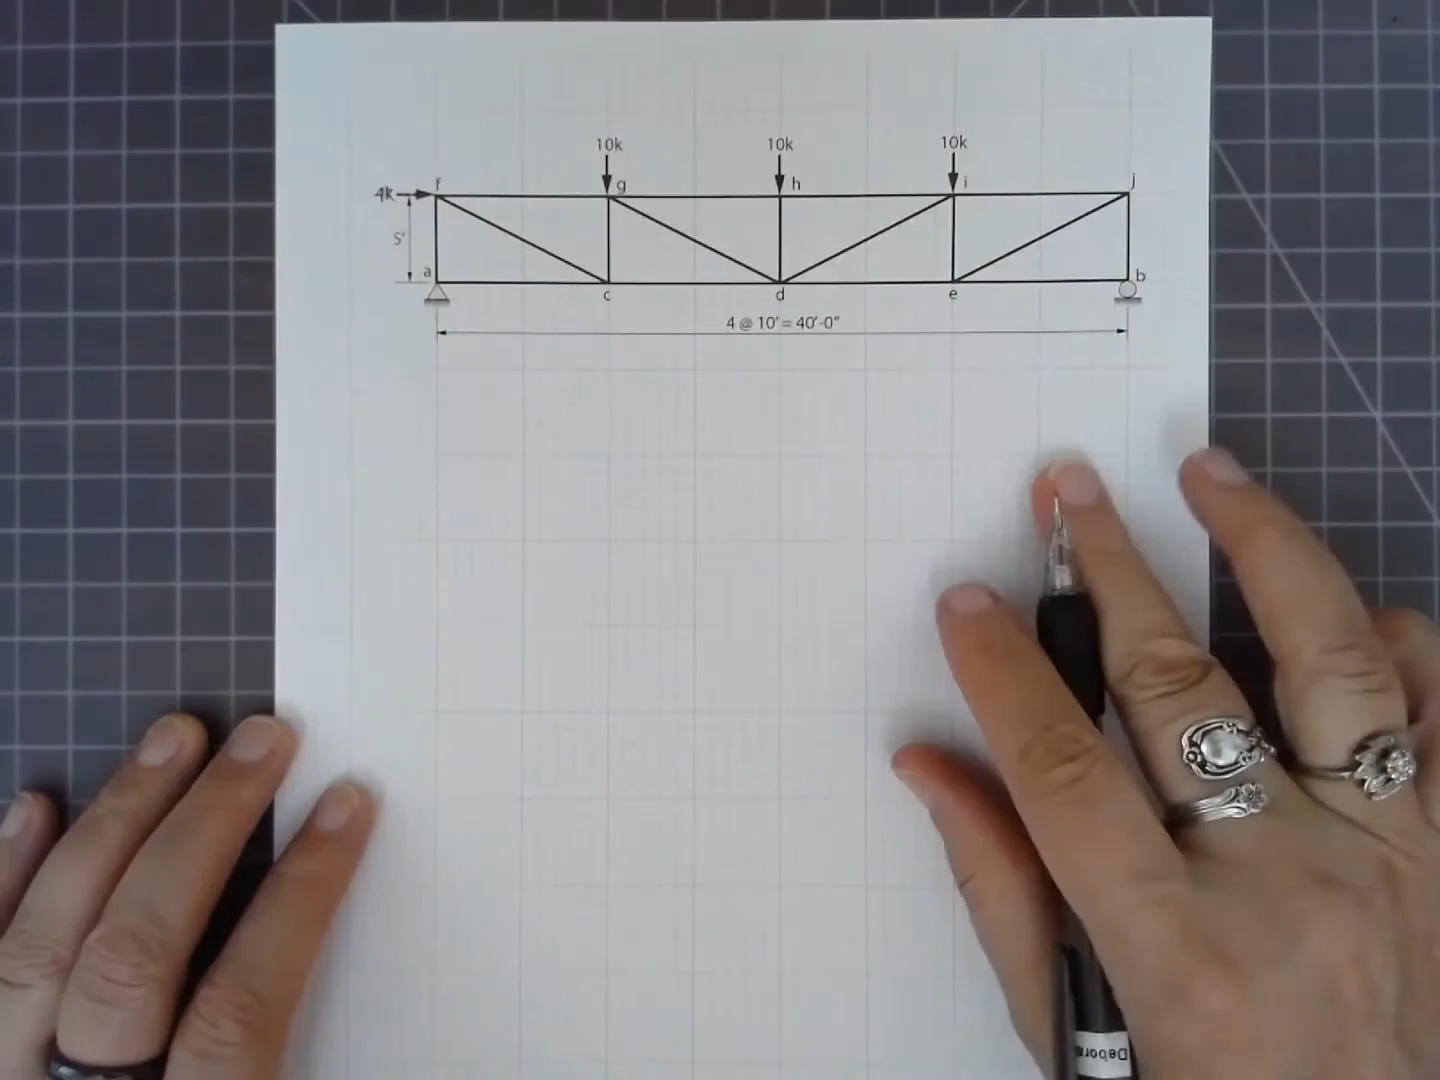 10k 10k 10k
4k f g h i j
5'
a b
c d e
4 @ 10' = 40'-0"
Debor